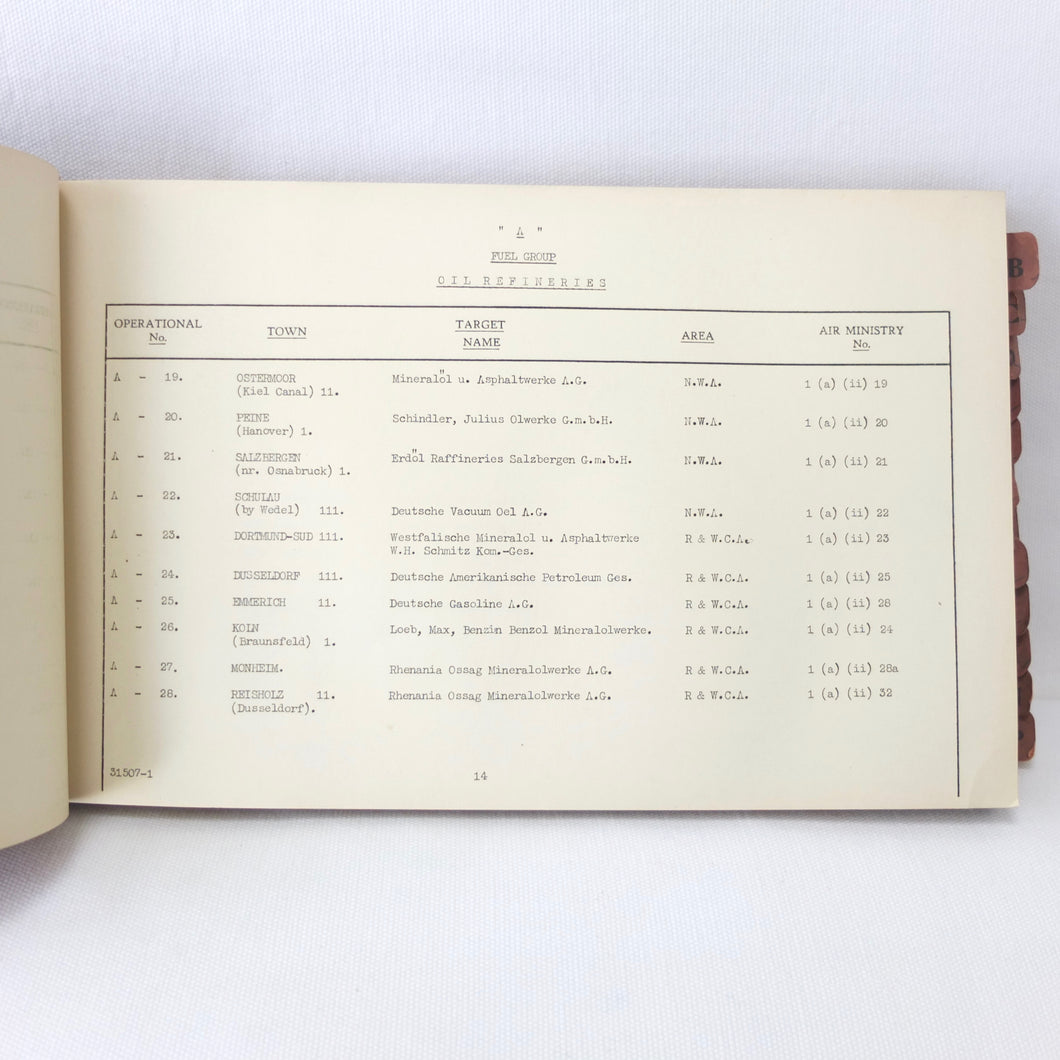 " A "
FUEL GROUP
OIL REFINERIES
OPERATIONAL No. TOWN TARGET NAME AREA AIR MINISTRY No.
A - 19. OSTERMOOR Mineralöl u. Asphaltwerke A.G. N.W.A. 1 (a) (ii) 19
(Kiel Canal) 11.
A - 20. PEINE Schindler, Julius Olwerke G.m.b.H. N.W.A. 1 (a) (ii) 20
(Hanover) 1.
A - 21. SALZBERGEN Erdöl Raffineries Salzbergen G.m.b.H. N.W.A. 1 (a) (ii) 21
(nr. Osnabruck) 1.
A - 22. SCHULAU
(by Wedel) 111. Deutsche Vacuum Oel A.G. N.W.A. 1 (a) (ii) 22
A - 23. DORTMUND-SUD 111. Westfalische Mineralol u. Asphaltwerke R & W.C.A. 1 (a) (ii) 23
W.H. Schmitz Kom.-Ges.
A - 24. DUSSELDORF 111. Deutsche Amerikanische Petroleum Ges. R & W.C.A. 1 (a) (ii) 25
A - 25. EMMERICH 11. Deutsche Gasoline A.G. R & W.C.A. 1 (a) (ii) 28
A - 26. KOLN Loeb, Max, Benzin Benzol Mineralolwerke. R & W.C.A. 1 (a) (ii) 24
(Braunsfeld) 1.
A - 27. MONHEIM. Rhenania Ossag Mineralolwerke A.G. R & W.C.A. 1 (a) (ii) 28a
A - 28. REISHOLZ 11. Rhenania Ossag Mineralolwerke A.G. R & W.C.A. 1 (a) (ii) 32
(Dusseldorf).
31507-1 14
B